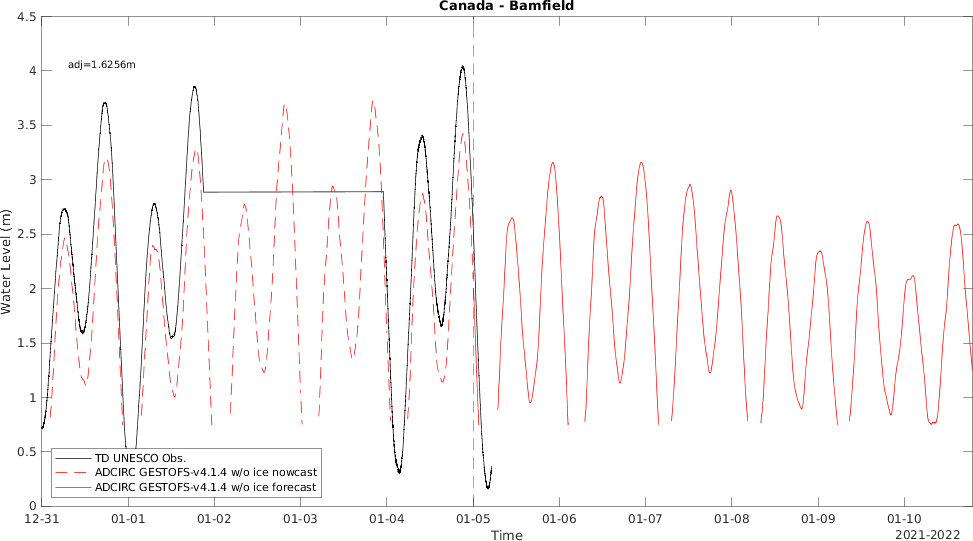 Canada - Bamfield
4.5
4
3.5
3
2.5
2
1.5
1
0.5
0
Water Level (m)
adj=1.6256m
TD UNESCO Obs.
ADCIRC GESTOFS-v4.1.4 w/o ice nowcast
ADCIRC GESTOFS-v4.1.4 w/o ice forecast
12-31 01-01 01-02 01-03 01-04 01-05 01-06 01-07 01-08 01-09 01-10
Time
2021-2022